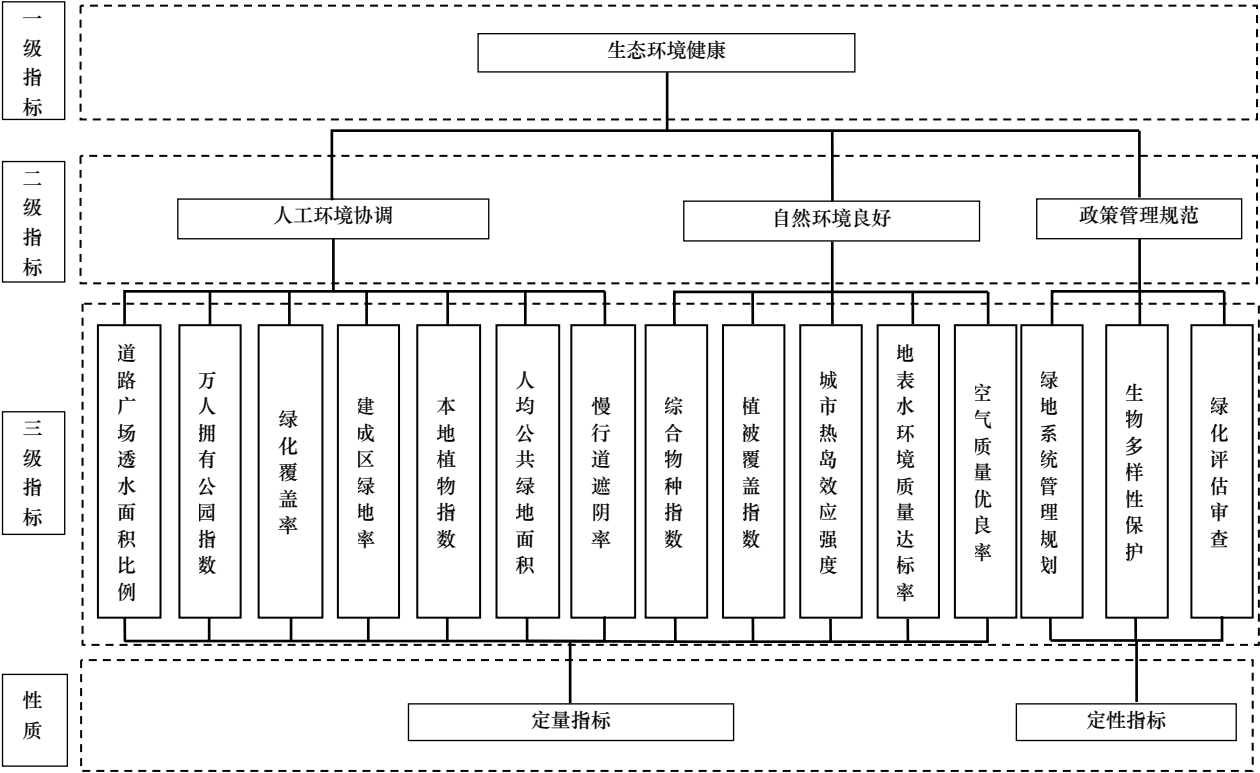 一级指标
生态环境健康
二级指标
人工环境协调
自然环境良好
政策管理规范
三级指标
道路广场透水面积比例
万人拥有公园指数
绿化覆盖率
建成区绿地率
本地植物指数
人均公共绿地面积
慢行道遮阴率
综合物种指数
植被覆盖指数
城市热岛效应强度
地表水环境质量达标率
空气质量优良率
绿地系统管理规划
生物多样性保护
绿化评估审查
性质
定量指标
定性指标